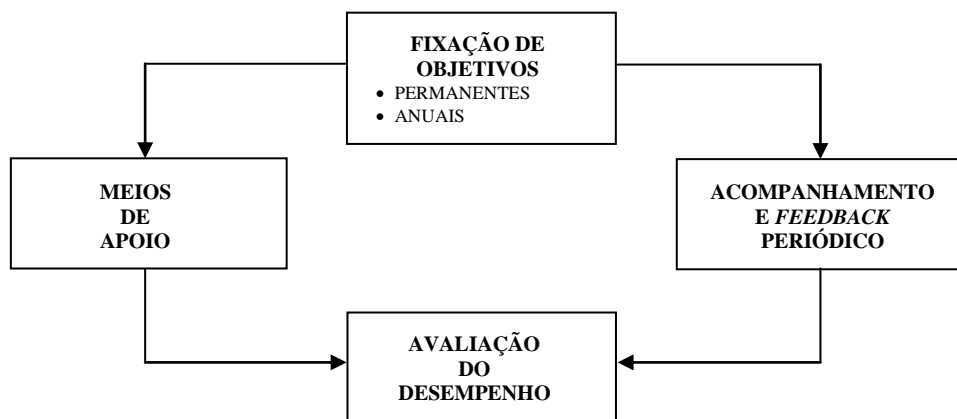 FIXAÇÃO DE
OBJETIVOS
• PERMANENTES
• ANUAIS
MEIOS
DE
APOIO
ACOMPANHAMENTO
E FEEDBACK
PERIÓDICO
AVALIAÇÃO
DO
DESEMPENHO